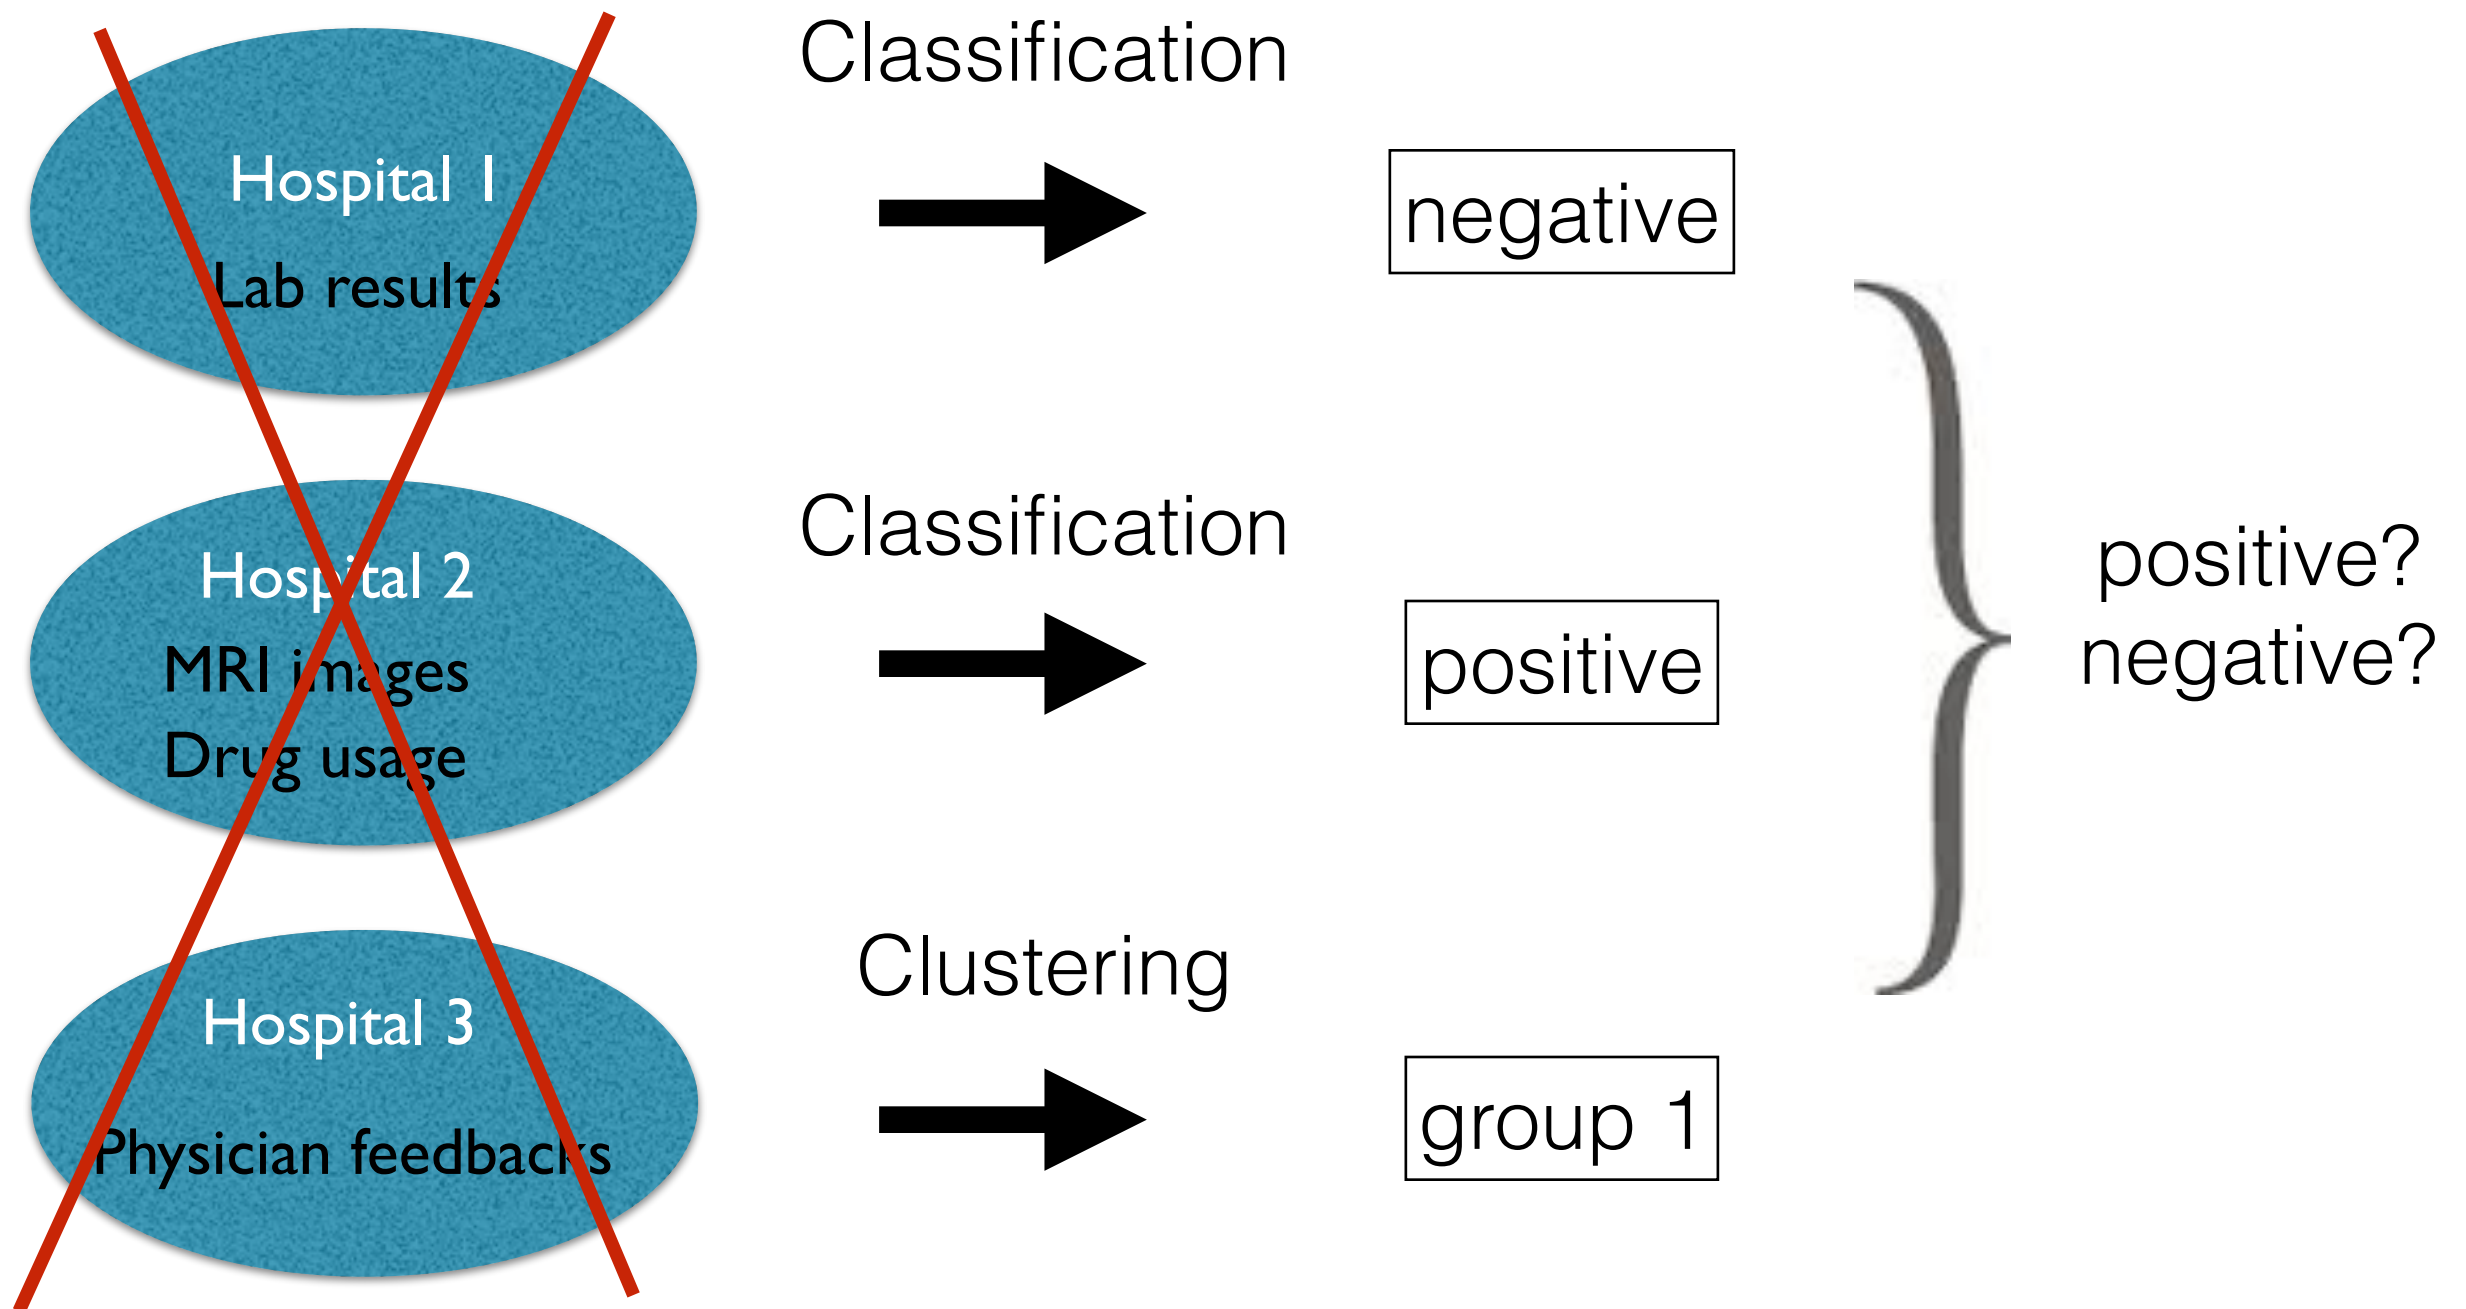 Classification
Hospital 1
Lab results
negative
Classification
Hospital 2
MRI images
Drug usage
positive
positive?
negative?
Clustering
Hospital 3
Physician feedbacks
group 1